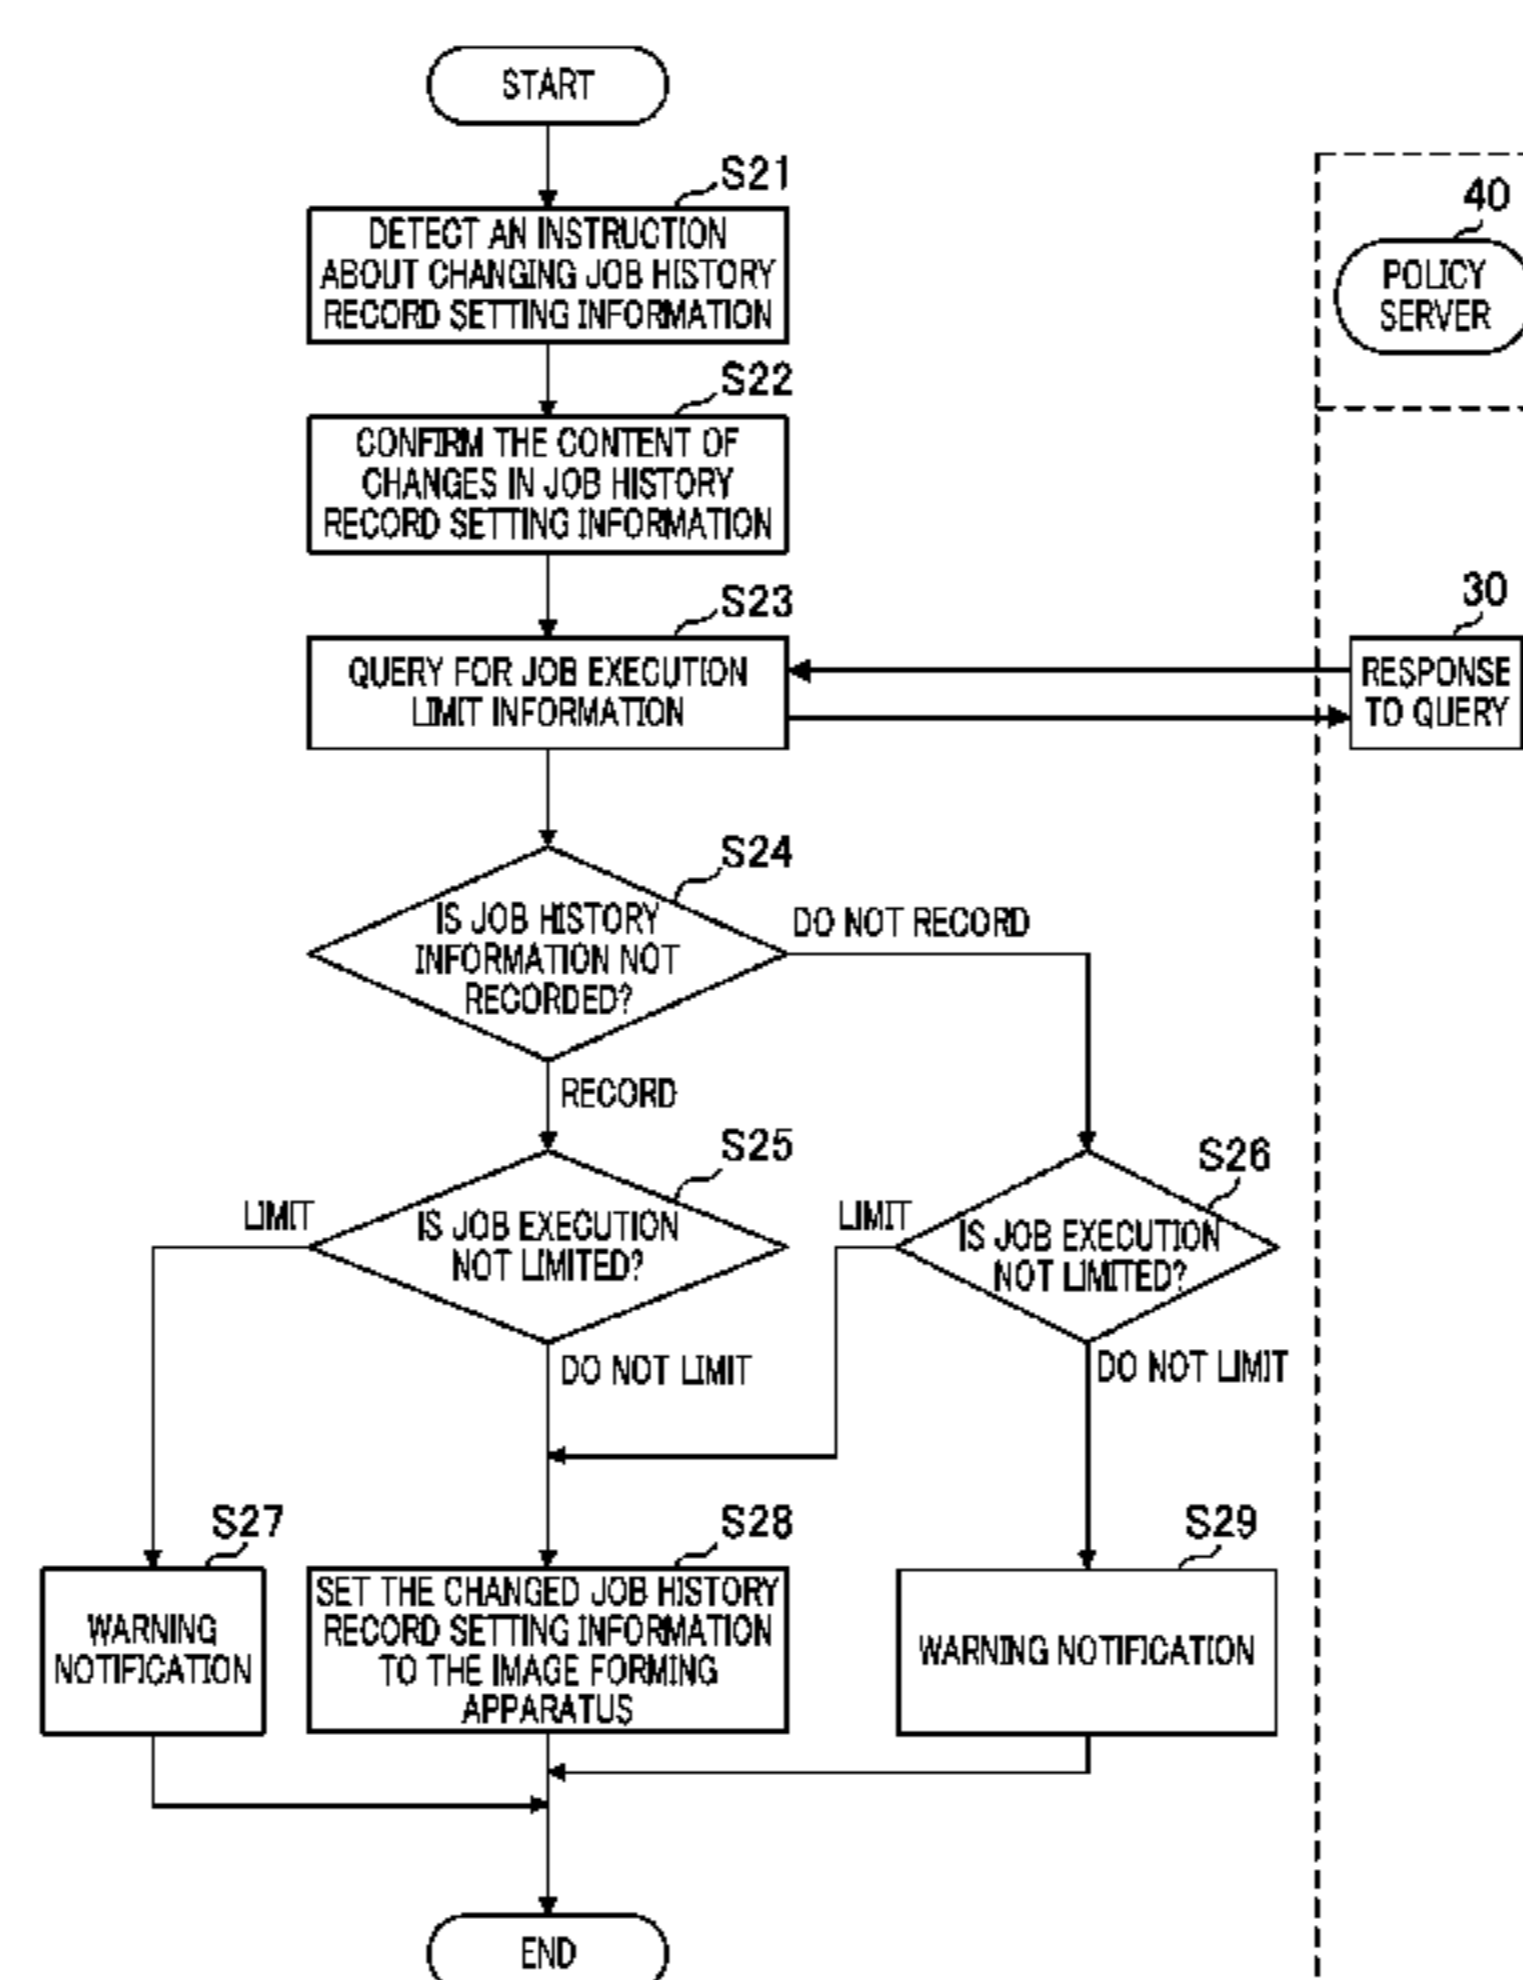 START
S21
DETECT AN INSTRUCTION
ABOUT CHANGING JOB HISTORY
RECORD SETTING INFORMATION
40
POLICY
SERVER
S22
CONFIRM THE CONTENT OF
CHANGES IN JOB HISTORY
RECORD SETTING INFORMATION
S23
QUERY FOR JOB EXECUTION
LIMIT INFORMATION
30
RESPONSE
TO QUERY
S24
IS JOB HISTORY
INFORMATION NOT
RECORDED?
DO NOT RECORD
RECORD
S25
IS JOB EXECUTION
NOT LIMITED?
LIMIT
DO NOT LIMIT
S26
IS JOB EXECUTION
NOT LIMITED?
LIMIT
DO NOT LIMIT
S27
WARNING
NOTIFICATION
S28
SET THE CHANGED JOB HISTORY
RECORD SETTING INFORMATION
TO THE IMAGE FORMING
APPARATUS
S29
WARNING NOTIFICATION
END